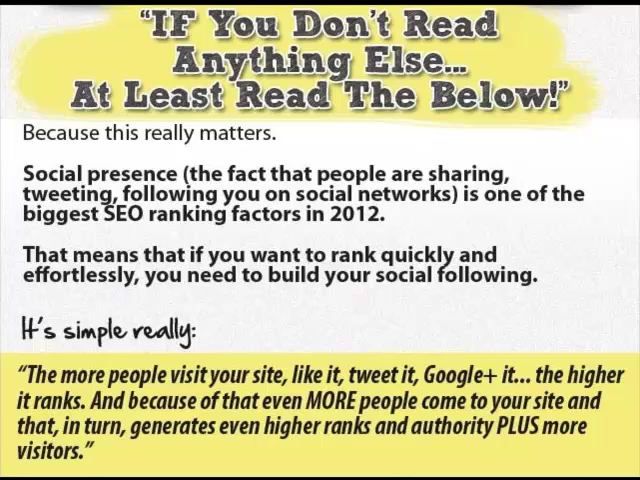 “IF You Don’t Read
Anything Else...
At Least Read The Below!”
Because this really matters.
Social presence (the fact that people are sharing,
tweeting, following you on social networks) is one of the
biggest SEO ranking factors in 2012.
That means that if you want to rank quickly and
effortlessly, you need to build your social following.
It’s simple really:
“The more people visit your site, like it, tweet it, Google+ it... the higher
it ranks. And because of that even MORE people come to your site and
that, in turn, generates even higher ranks and authority PLUS more
visitors.”